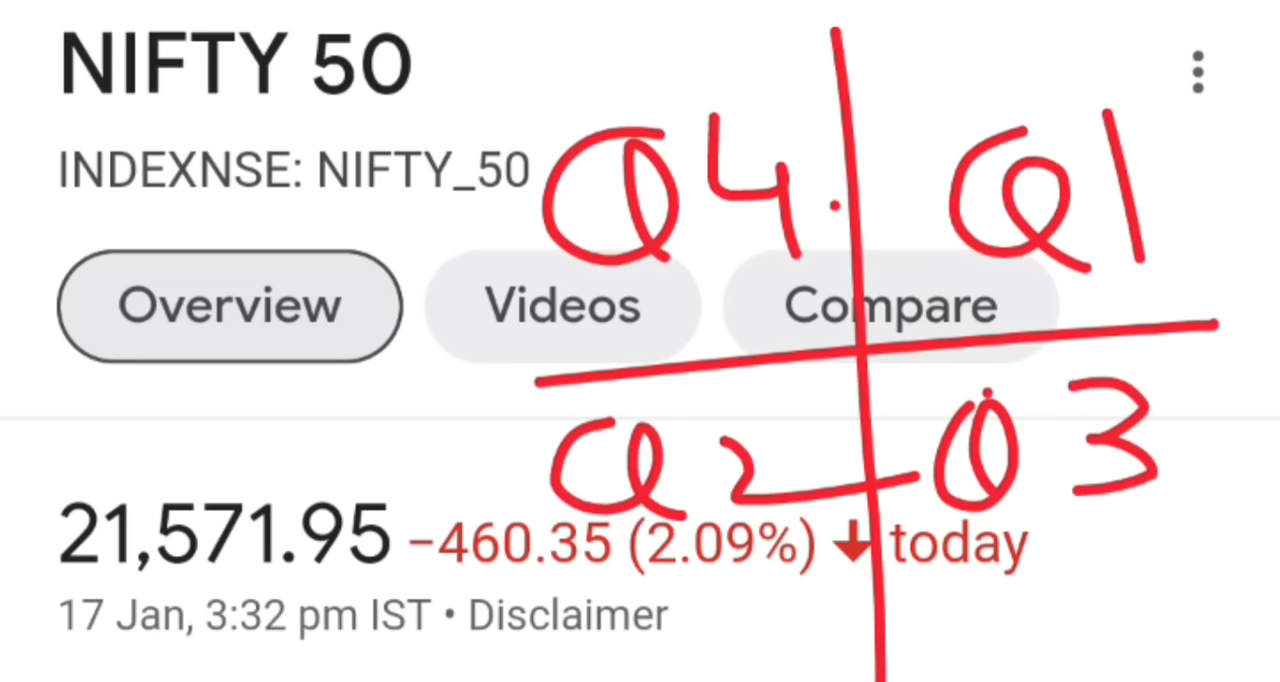 NIFTY 50
INDEXNSE: NIFTY_50
Q4. Q1
Overview Videos Compare
Q2 Q3
21,571.95 -460.35 (2.09%) ↓ today
17 Jan, 3:32 pm IST • Disclaimer